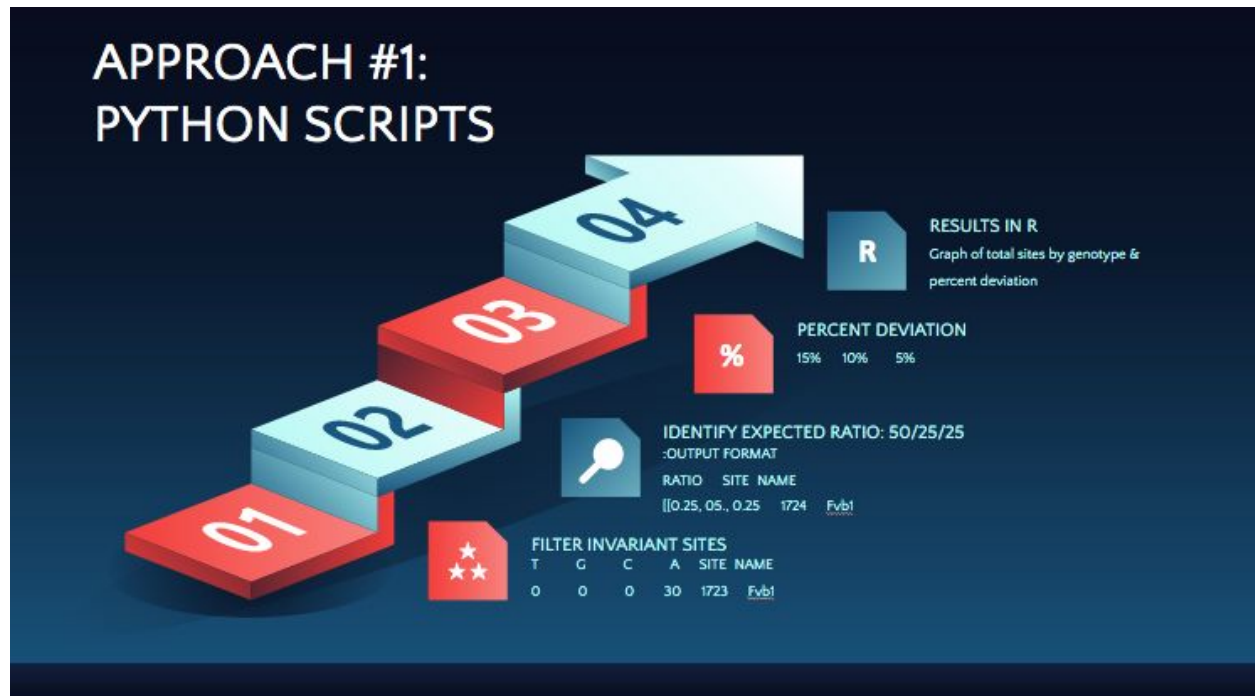 APPROACH #1:
PYTHON SCRIPTS
04
R
RESULTS IN R
Graph of total sites by genotype &
percent deviation
03
%
PERCENT DEVIATION
15% 10% 5%
02
IDENTIFY EXPECTED RATIO: 50/25/25
:OUTPUT FORMAT
RATIO SITE NAME
[[0.25, 05., 0.25 1724 Fvb1
01
FILTER INVARIANT SITES
T G C A SITE NAME
0 0 0 30 1723 Fvb1